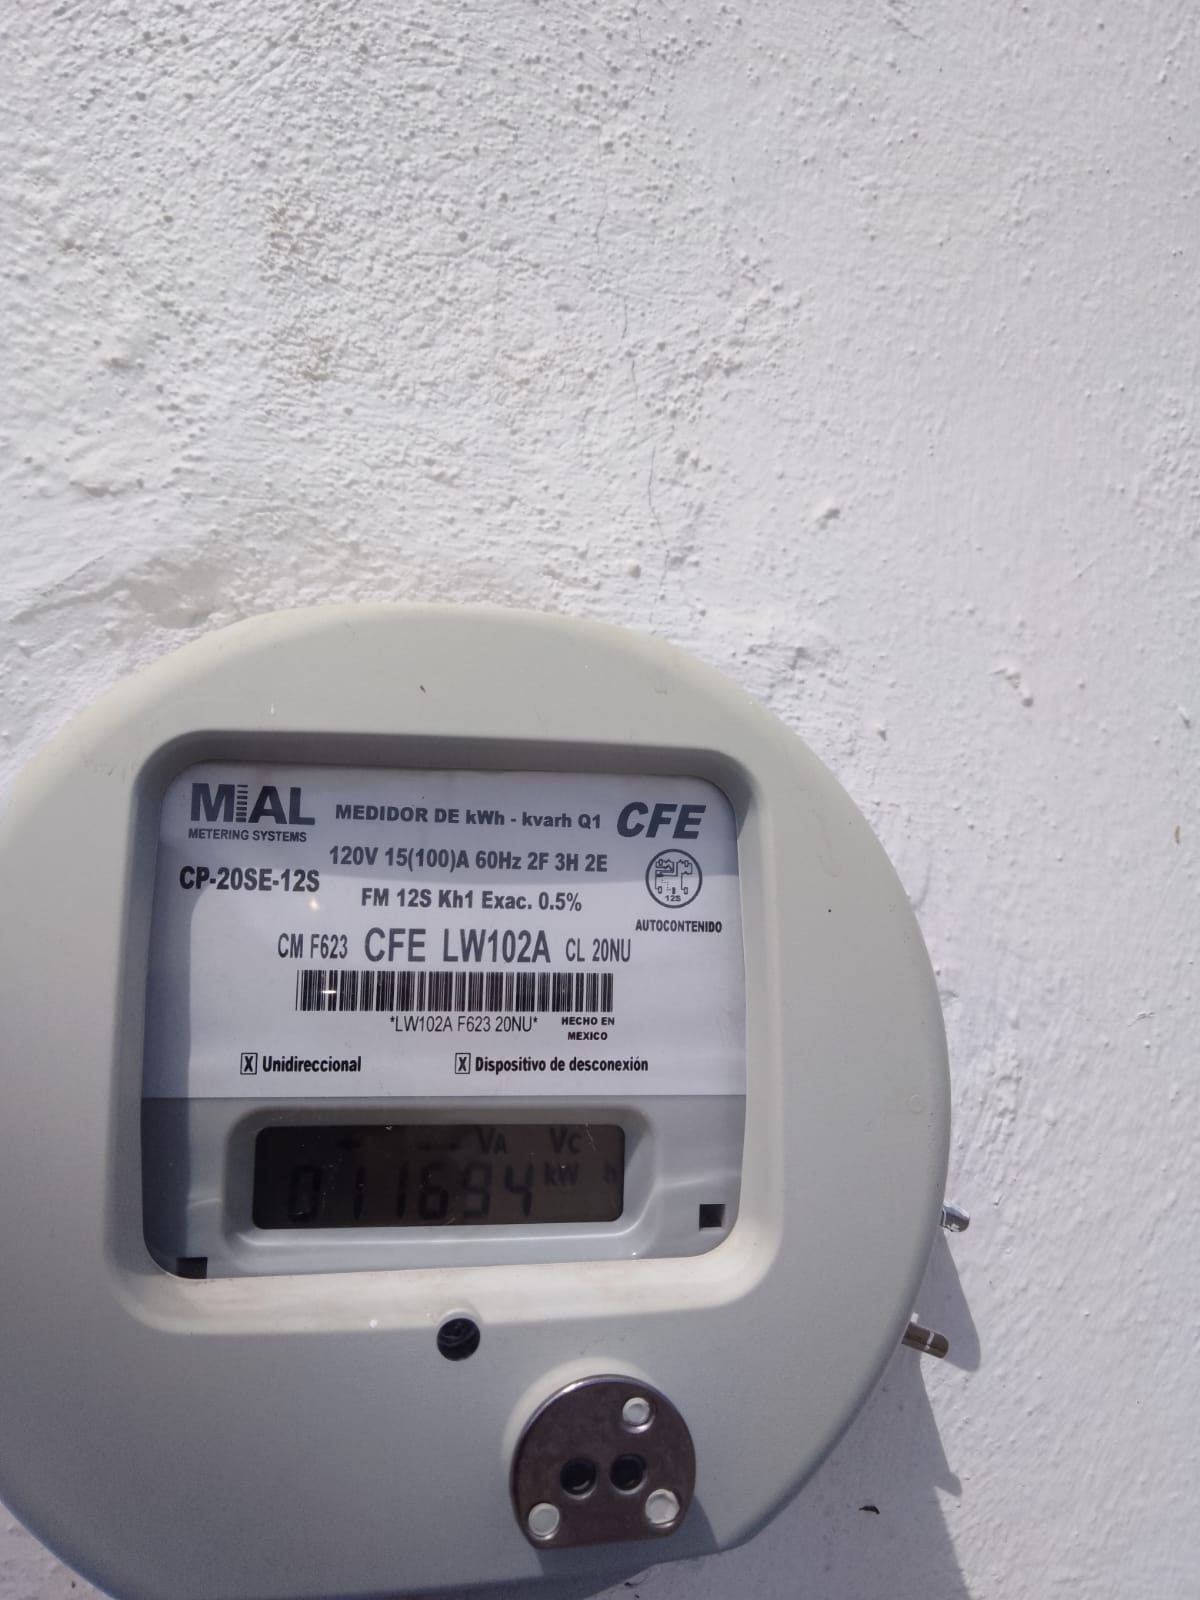 MIAL
METERING SYSTEMS
MEDIDOR DE kWh - kvarh Q1
CFE
120V 15(100)A 60Hz 2F 3H 2E
CP-20SE-12S
FM 12S Kh1 Exac. 0.5%
12S
AUTOCONTENIDO
CM F623 CFE LW102A CL 20NU
*LW102A F623 20NU*
HECHO EN
MEXICO
X Unidireccional
X Dispositivo de desconexión
VA VC
011694 kW h